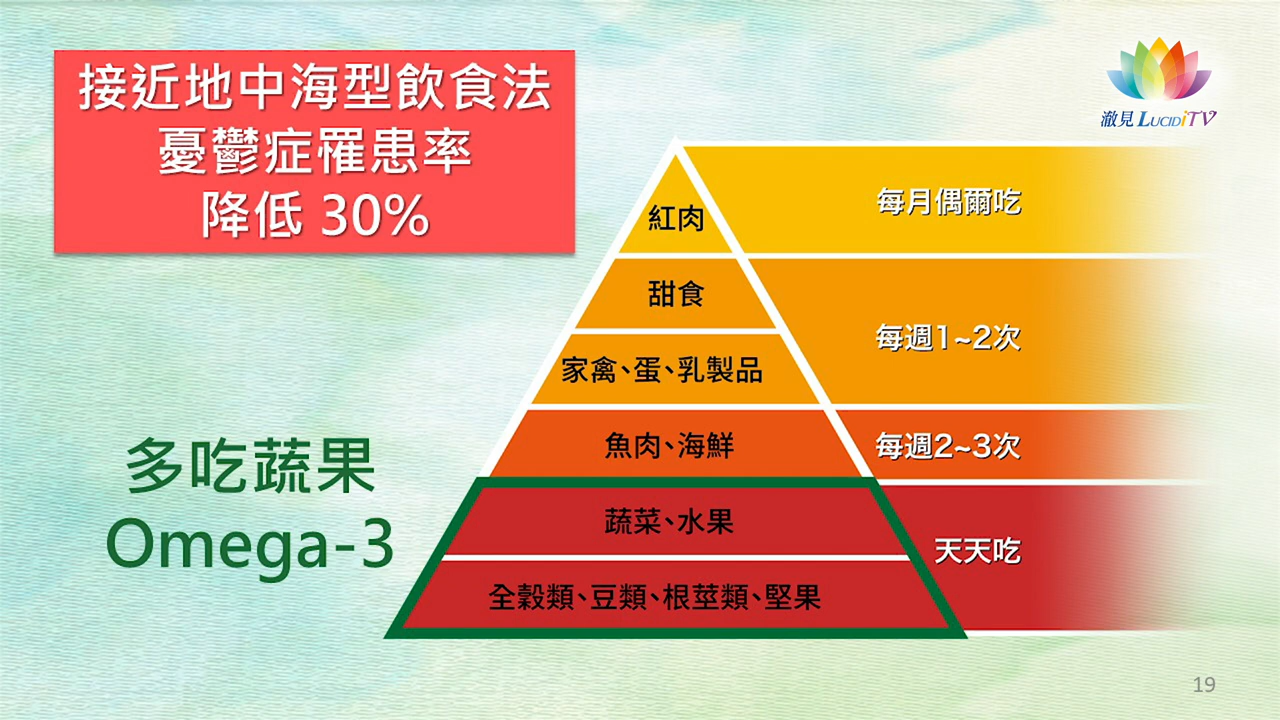 接近地中海型飲食法
憂鬱症罹患率
降低 30%
澈見 LUCIDiTV
紅肉
每月偶爾吃
甜食
家禽、蛋、乳製品
每週1~2次
魚肉、海鮮
每週2~3次
多吃蔬果
Omega-3
蔬菜、水果
全穀類、豆類、根莖類、堅果
天天吃
19